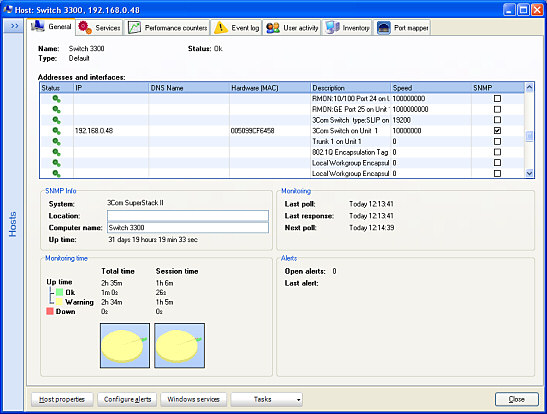 Host: Switch 3300, 192.168.0.48
>>
General Services Performance counters Event log User activity Inventory Port mapper
Name: Switch 3300 Status: Ok
Type: Default
Addresses and interfaces:
Status IP DNS Name Hardware (MAC) Description Speed SNMP
RMON:10/100 Port 24 on U 100000000
RMON:GE Port 25 on Unit 1 100000000
3Com Switch type:SLIP on 19200
192.168.0.48 005099CF6458 3Com Switch on Unit 1 10000000
Trunk 1 on Unit 1
802.1Q Encapsulation Tag 0
Local Workgroup Encapsul 0
Local Workgroup Encapsul 0
Hosts
SNMP Info
System: 3Com SuperStack II
Location:
Computer name: Switch 3300
Up time: 31 days 19 hours 19 min 33 sec
Monitoring
Last poll: Today 12:13:41
Last response: Today 12:13:41
Next poll: Today 12:14:39
Monitoring time
Total time Session time
Up time 2h 35m 1h 6m
Ok 1m 0s 26s
Warning 2h 34m 1h 5m
Down 0s 0s
Alerts
Open alerts: 0
Last alert:
Host properties Configure alerts Windows services Tasks Close